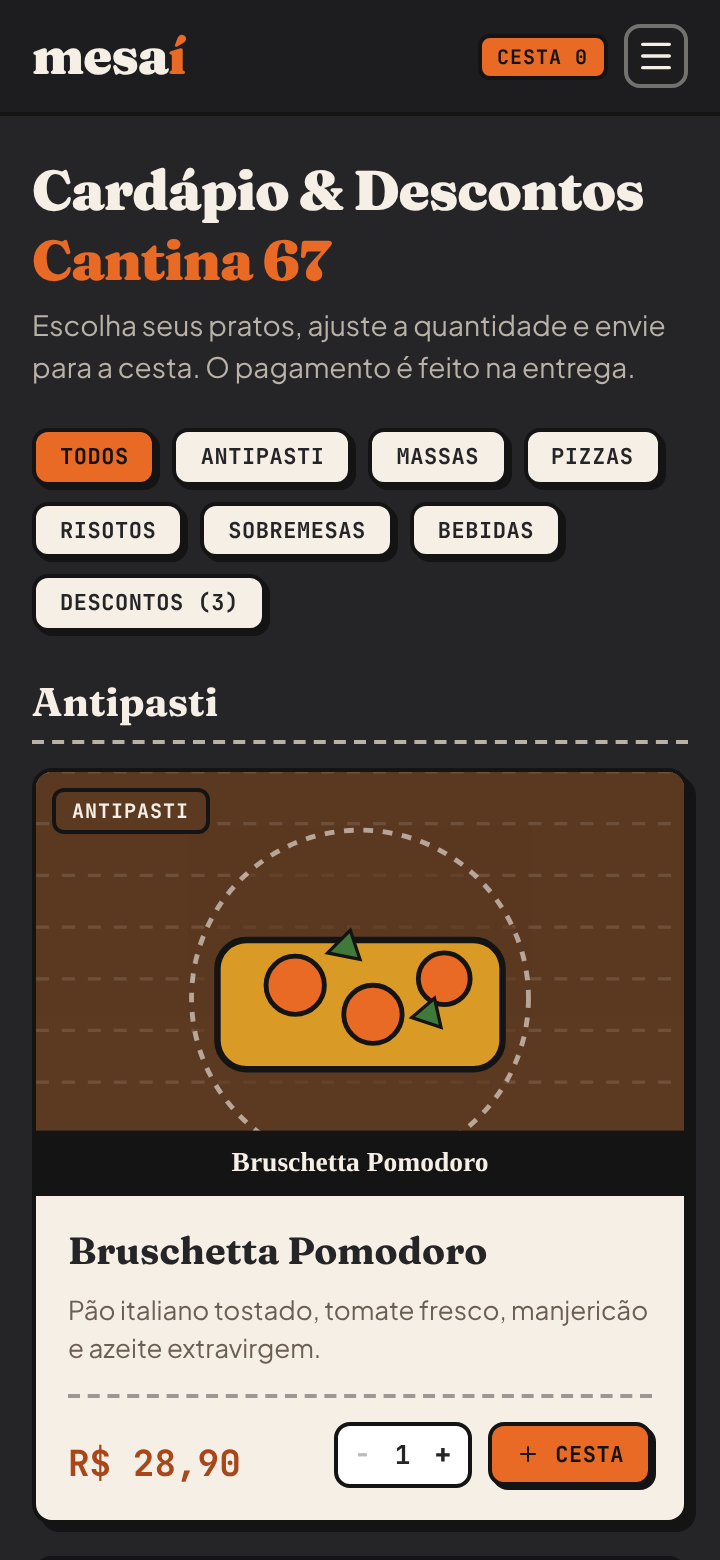 mesaí
CESTA 0
Cardápio & Descontos
Cantina 67
Escolha seus pratos, ajuste a quantidade e envie
para a cesta. O pagamento é feito na entrega.
TODOS
ANTIPASTI
MASSAS
PIZZAS
RISOTOS
SOBREMESAS
BEBIDAS
DESCONTOS (3)
Antipasti
ANTIPASTI
Bruschetta Pomodoro
Bruschetta Pomodoro
Pão italiano tostado, tomate fresco, manjericão
e azeite extravirgem.
R$ 28,90
- 1 +
+ CESTA